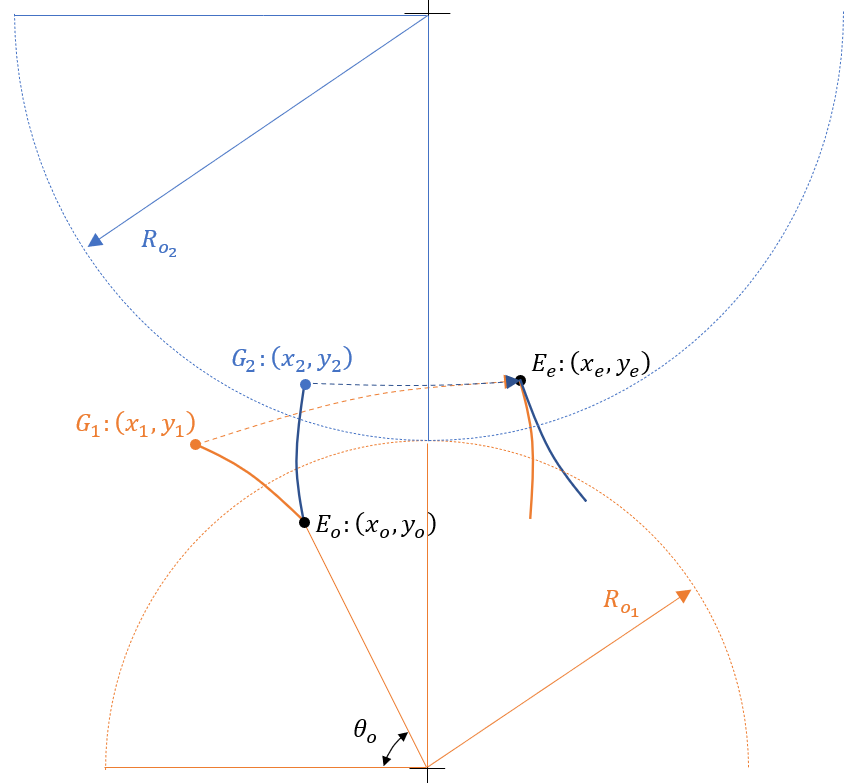 R_{o_2}
G_2: (x_2, y_2)
E_e: (x_e, y_e)
G_1: (x_1, y_1)
E_o: (x_o, y_o)
R_{o_1}
θ_o